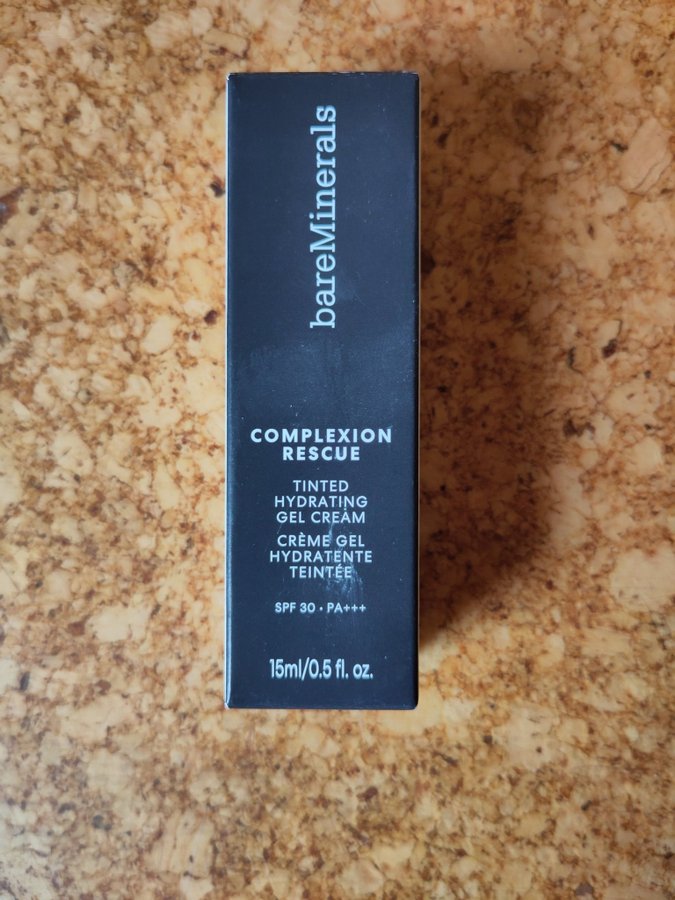 bareMinerals
COMPLEXION
RESCUE
TINTED
HYDRATING
GEL CREAM
CRÈME GEL
HYDRATENTE
TEINTÉE
SPF 30 • PA+++
15ml/0.5 fl. oz.